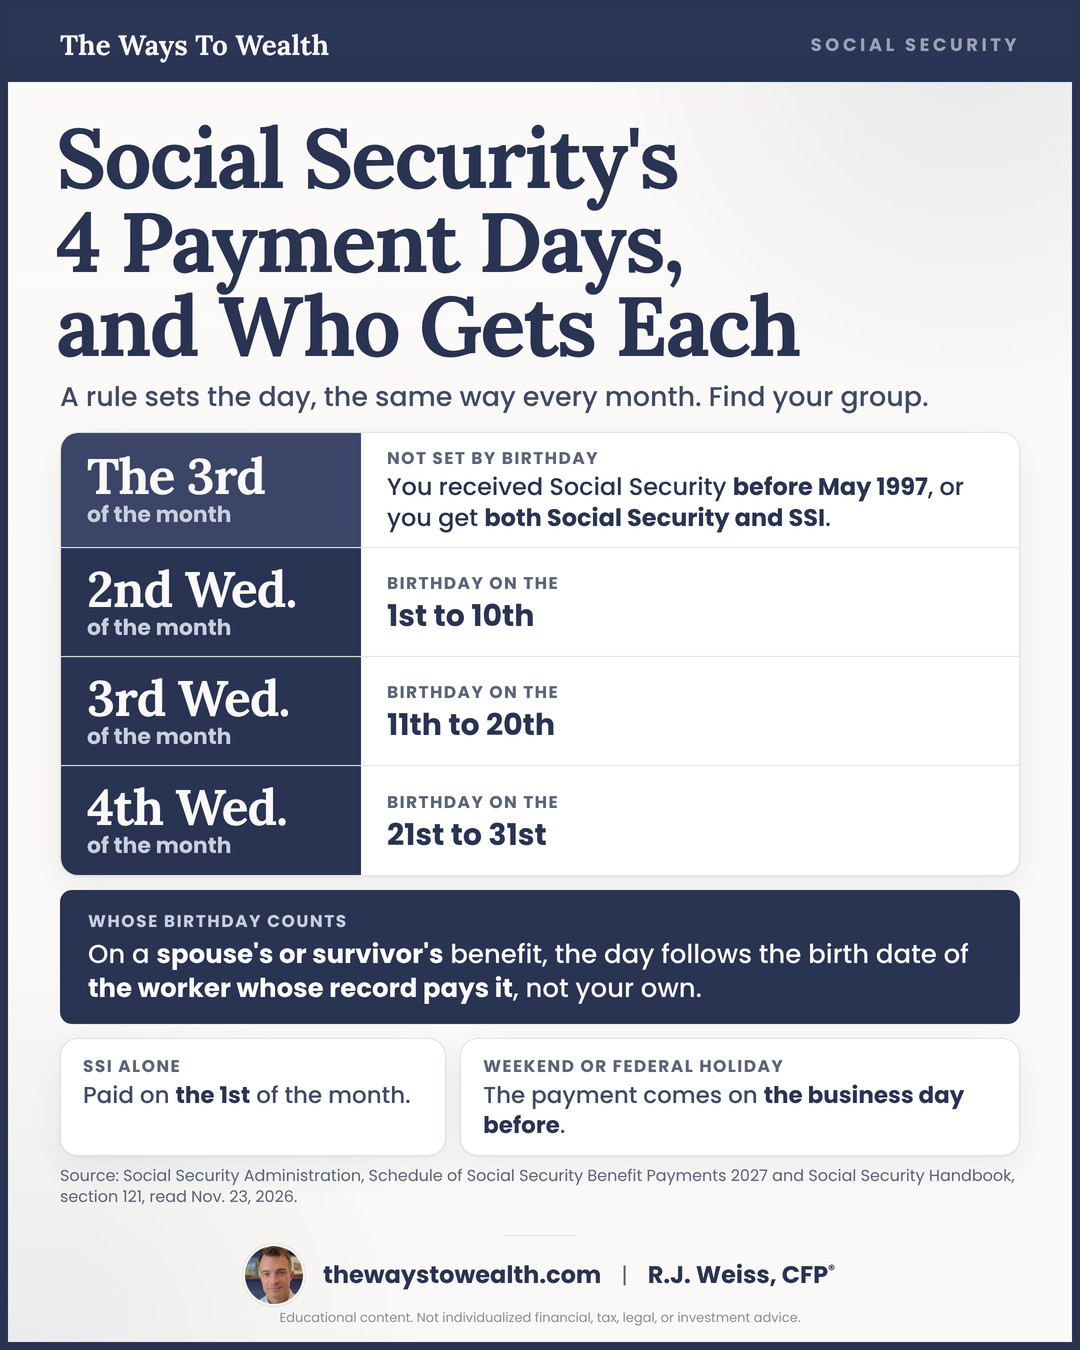 The Ways To Wealth
SOCIAL SECURITY
Social Security's
4 Payment Days,
and Who Gets Each
A rule sets the day, the same way every month. Find your group.
The 3rd
of the month
NOT SET BY BIRTHDAY
You received Social Security before May 1997, or
you get both Social Security and SSI.
2nd Wed.
of the month
BIRTHDAY ON THE
1st to 10th
3rd Wed.
of the month
BIRTHDAY ON THE
11th to 20th
4th Wed.
of the month
BIRTHDAY ON THE
21st to 31st
WHOSE BIRTHDAY COUNTS
On a spouse's or survivor's benefit, the day follows the birth date of
the worker whose record pays it, not your own.
SSI ALONE
Paid on the 1st of the month.
WEEKEND OR FEDERAL HOLIDAY
The payment comes on the business day
before.
Source: Social Security Administration, Schedule of Social Security Benefit Payments 2027 and Social Security Handbook,
section 121, read Nov. 23, 2026.
thewaystowealth.com | R.J. Weiss, CFP®
Educational content. Not individualized financial, tax, legal, or investment advice.